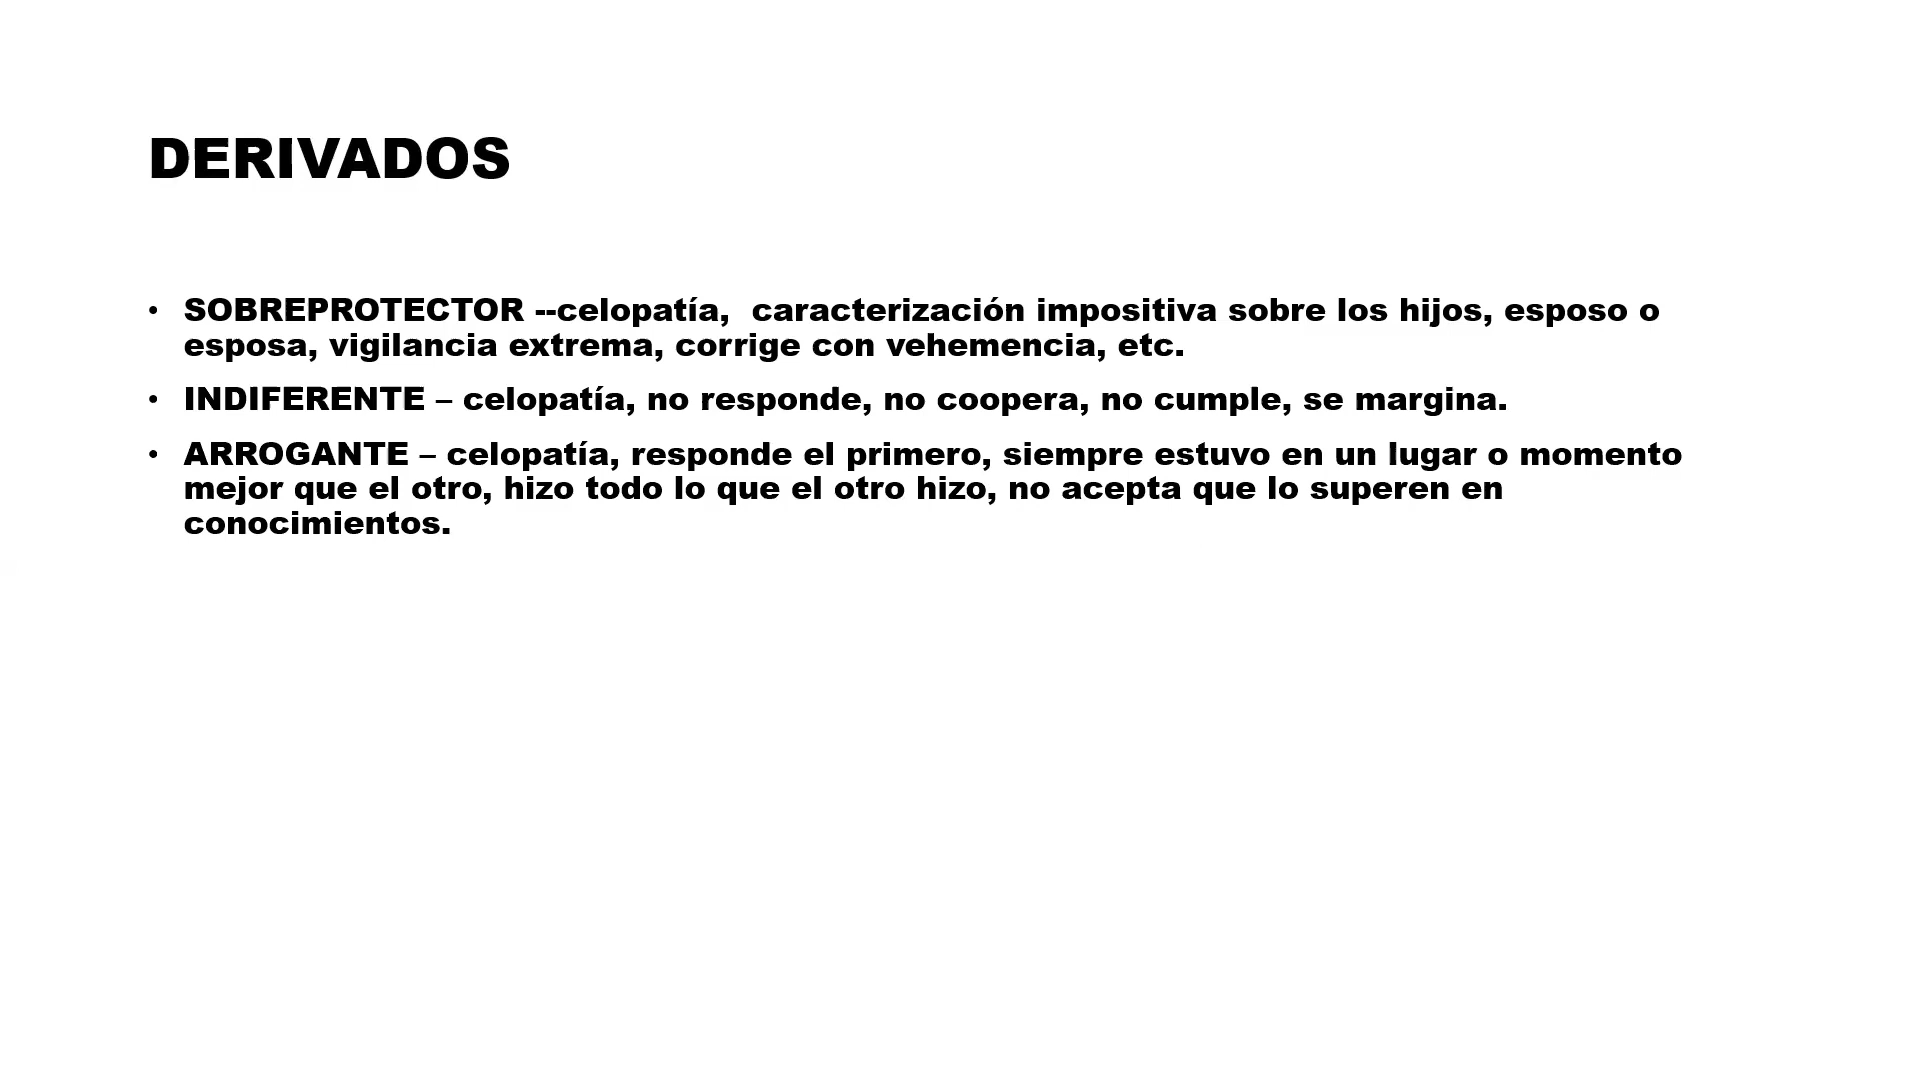 DERIVADOS
• SOBREPROTECTOR --celopatía,  caracterización impositiva sobre los hijos, esposo o
esposa, vigilancia extrema, corrige con vehemencia, etc.
• INDIFERENTE – celopatía, no responde, no coopera, no cumple, se margina.
• ARROGANTE – celopatía, responde el primero, siempre estuvo en un lugar o momento
mejor que el otro, hizo todo lo que el otro hizo, no acepta que lo superen en
conocimientos.